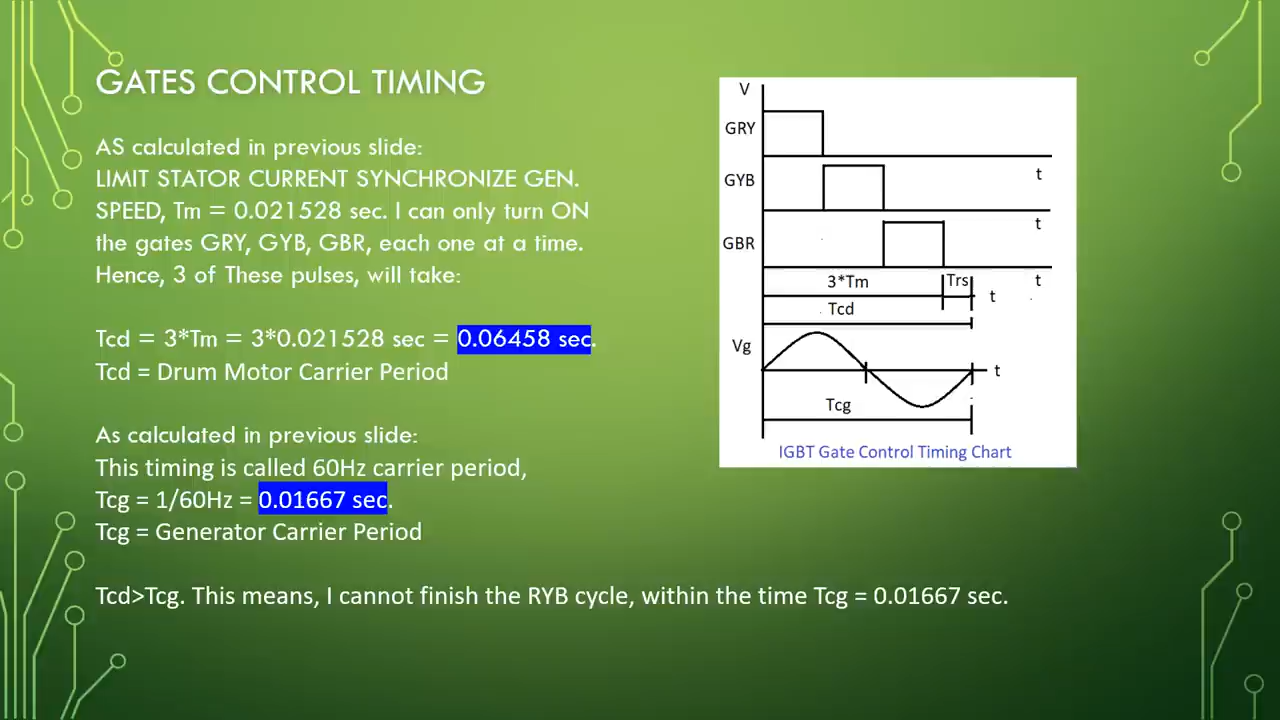 GATES CONTROL TIMING
AS calculated in previous slide:
LIMIT STATOR CURRENT SYNCHRONIZE GEN.
SPEED, Tm = 0.021528 sec. I can only turn ON
the gates GRY, GYB, GBR, each one at a time.
Hence, 3 of These pulses, will take:
Tcd = 3*Tm = 3*0.021528 sec = 0.06458 sec.
Tcd = Drum Motor Carrier Period
As calculated in previous slide:
This timing is called 60Hz carrier period,
Tcg = 1/60Hz = 0.01667 sec.
Tcg = Generator Carrier Period
Tcd>Tcg. This means, I cannot finish the RYB cycle, within the time Tcg = 0.01667 sec.
V
GRY
t
GYB
t
GBR
3*Tm
Trs
t
t
Tcd
Vg
t
Tcg
IGBT Gate Control Timing Chart